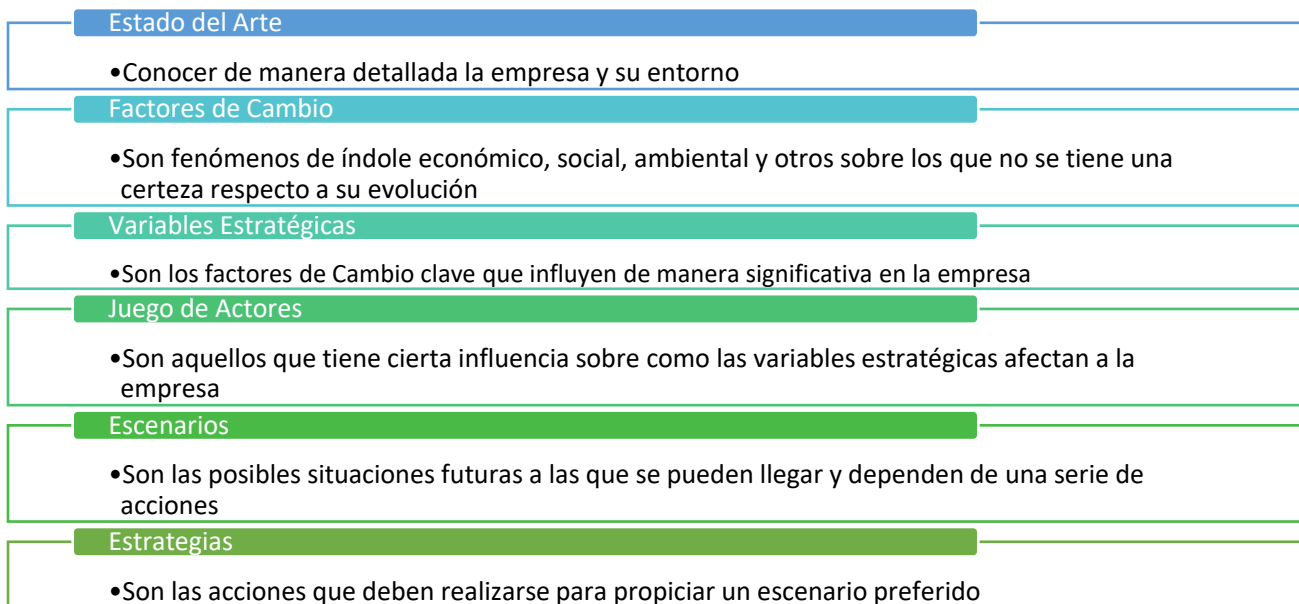 Estado del Arte
•Conocer de manera detallada la empresa y su entorno
Factores de Cambio
•Son fenómenos de índole económico, social, ambiental y otros sobre los que no se tiene una
certeza respecto a su evolución
Variables Estratégicas
•Son los factores de Cambio clave que influyen de manera significativa en la empresa
Juego de Actores
•Son aquellos que tiene cierta influencia sobre como las variables estratégicas afectan a la
empresa
Escenarios
•Son las posibles situaciones futuras a las que se pueden llegar y dependen de una serie de
acciones
Estrategias
•Son las acciones que deben realizarse para propiciar un escenario preferido